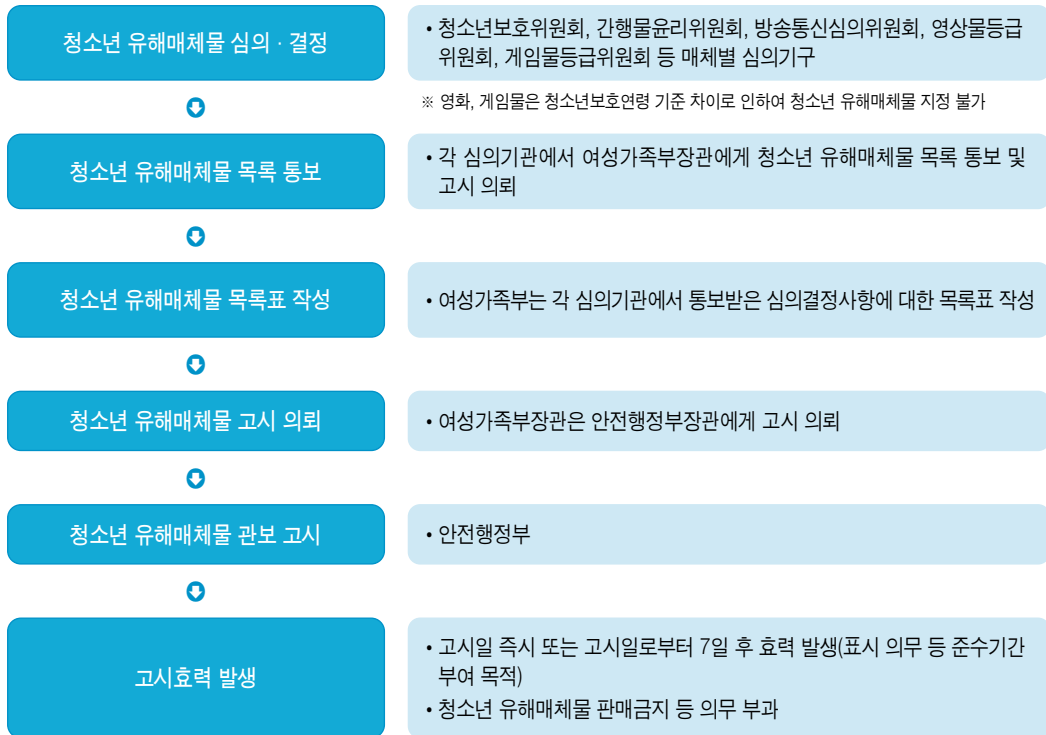 청소년 유해매체물 심의 · 결정
• 청소년보호위원회, 간행물윤리위원회, 방송통신심의위원회, 영상물등급
위원회, 게임물등급위원회 등 매체별 심의기구
※ 영화, 게임물은 청소년보호연령 기준 차이로 인하여 청소년 유해매체물 지정 불가
청소년 유해매체물 목록 통보
• 각 심의기관에서 여성가족부장관에게 청소년 유해매체물 목록 통보 및
고시 의뢰
청소년 유해매체물 목록표 작성
• 여성가족부는 각 심의기관에서 통보받은 심의결정사항에 대한 목록표 작성
청소년 유해매체물 고시 의뢰
• 여성가족부장관은 안전행정부장관에게 고시 의뢰
청소년 유해매체물 관보 고시
• 안전행정부
고시효력 발생
• 고시일 즉시 또는 고시일로부터 7일 후 효력 발생(표시 의무 등 준수기간
부여 목적)
• 청소년 유해매체물 판매금지 등 의무 부과